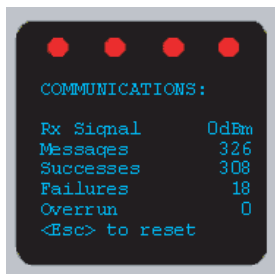 COMMUNICATIONS:
Rx Signal 0dBm
Messages 326
Successes 308
Failures 18
Overrun 0
<Esc> to reset